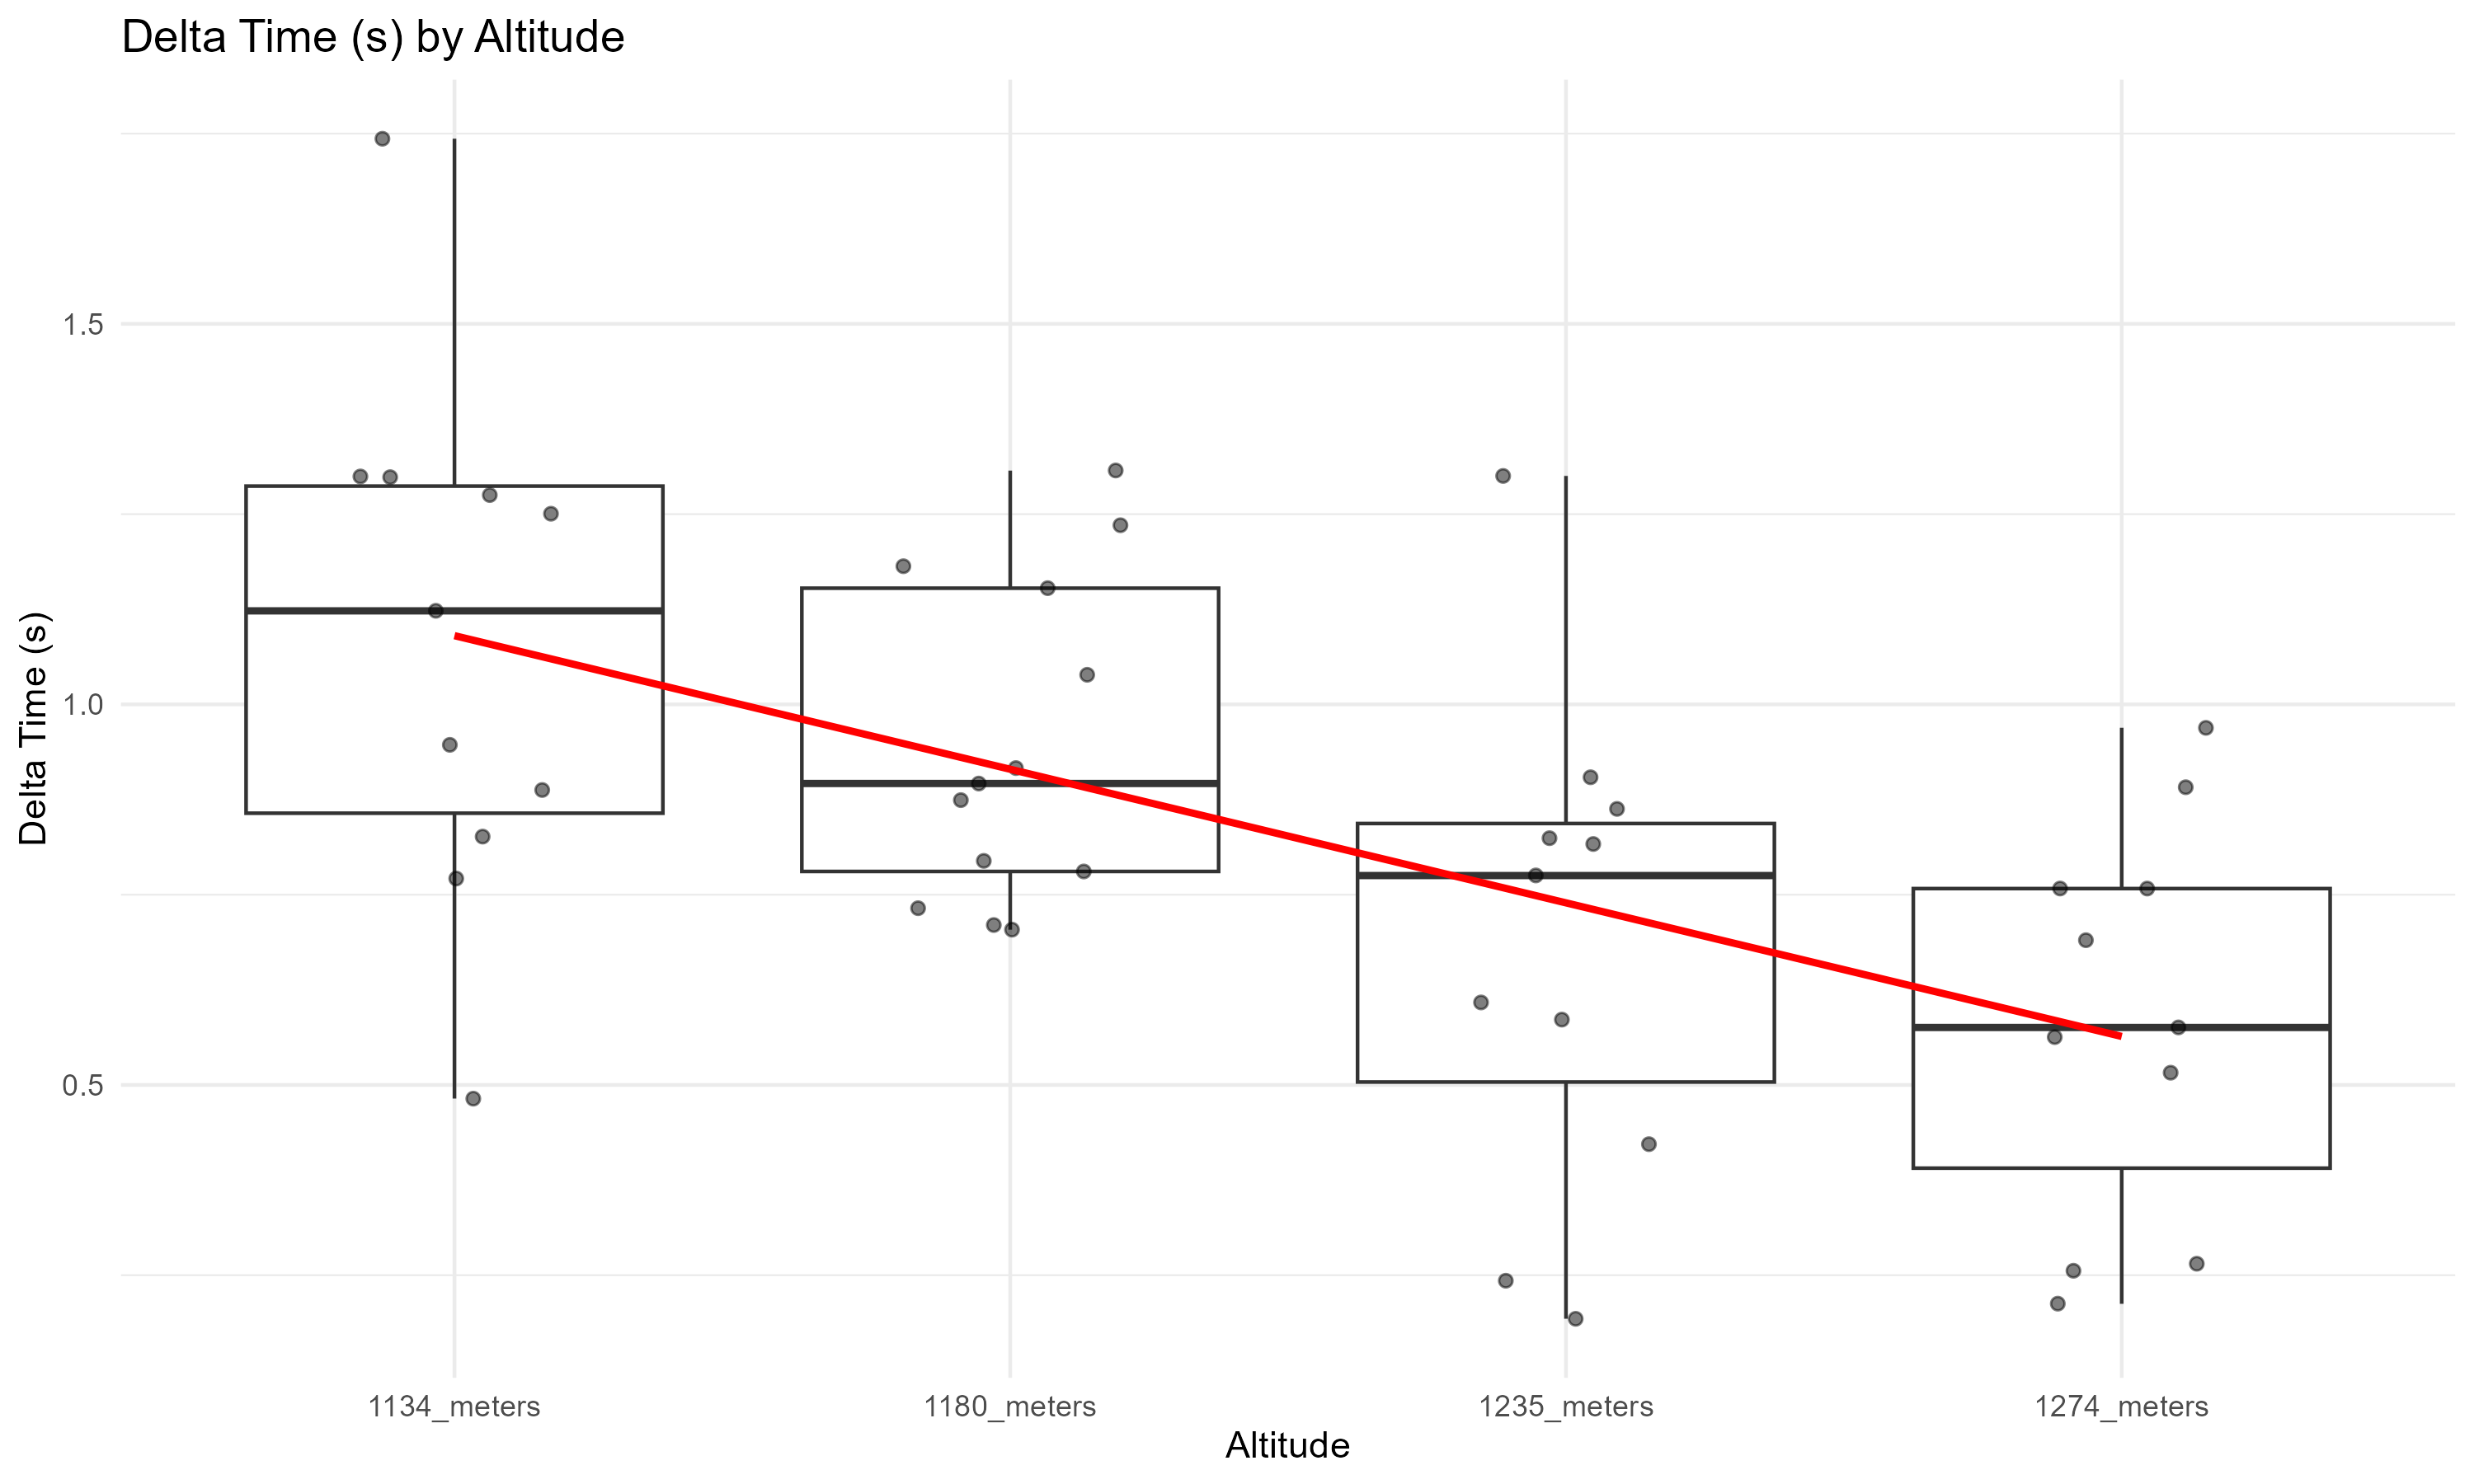 Delta Time (s) by Altitude
Delta Time (s)
1.5
1.0
0.5
1134_meters
1180_meters
1235_meters
1274_meters
Altitude